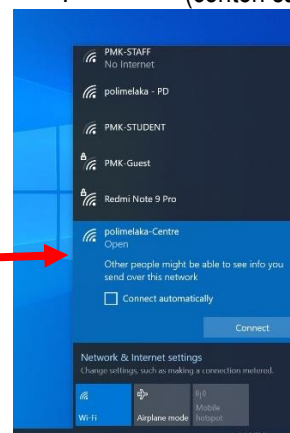 PMK-STAFF
No Internet
polimelaka - PD
PMK-STUDENT
PMK-Guest
Redmi Note 9 Pro
polimelaka-Centre
Open
Other people might be able to see info you
send over this network
Connect automatically
Connect
Network & Internet settings
Change settings, such as making a connection metered.
Wi-Fi
Airplane mode
Mobile
hotspot